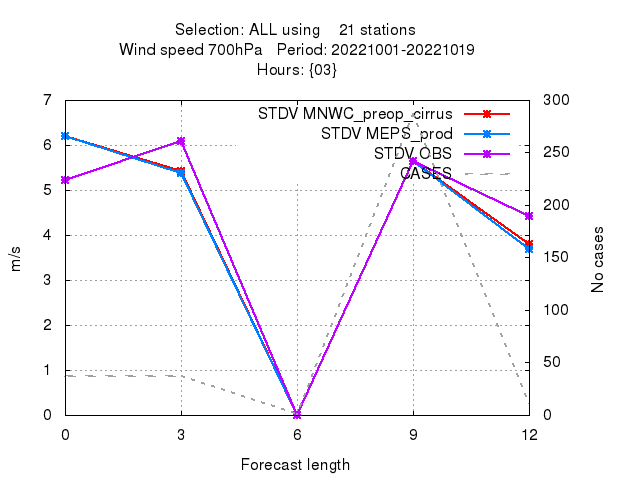 Selection: ALL using    21 stations
Wind speed 700hPa   Period: 20221001-20221019
Hours: {03}
STDV MNWC_preop_cirrus
STDV MEPS_prod
STDV OBS
CASES
7
6
5
4
3
2
1
0
300
250
200
150
100
50
0
m/s
No cases
0 3 6 9 12
Forecast length